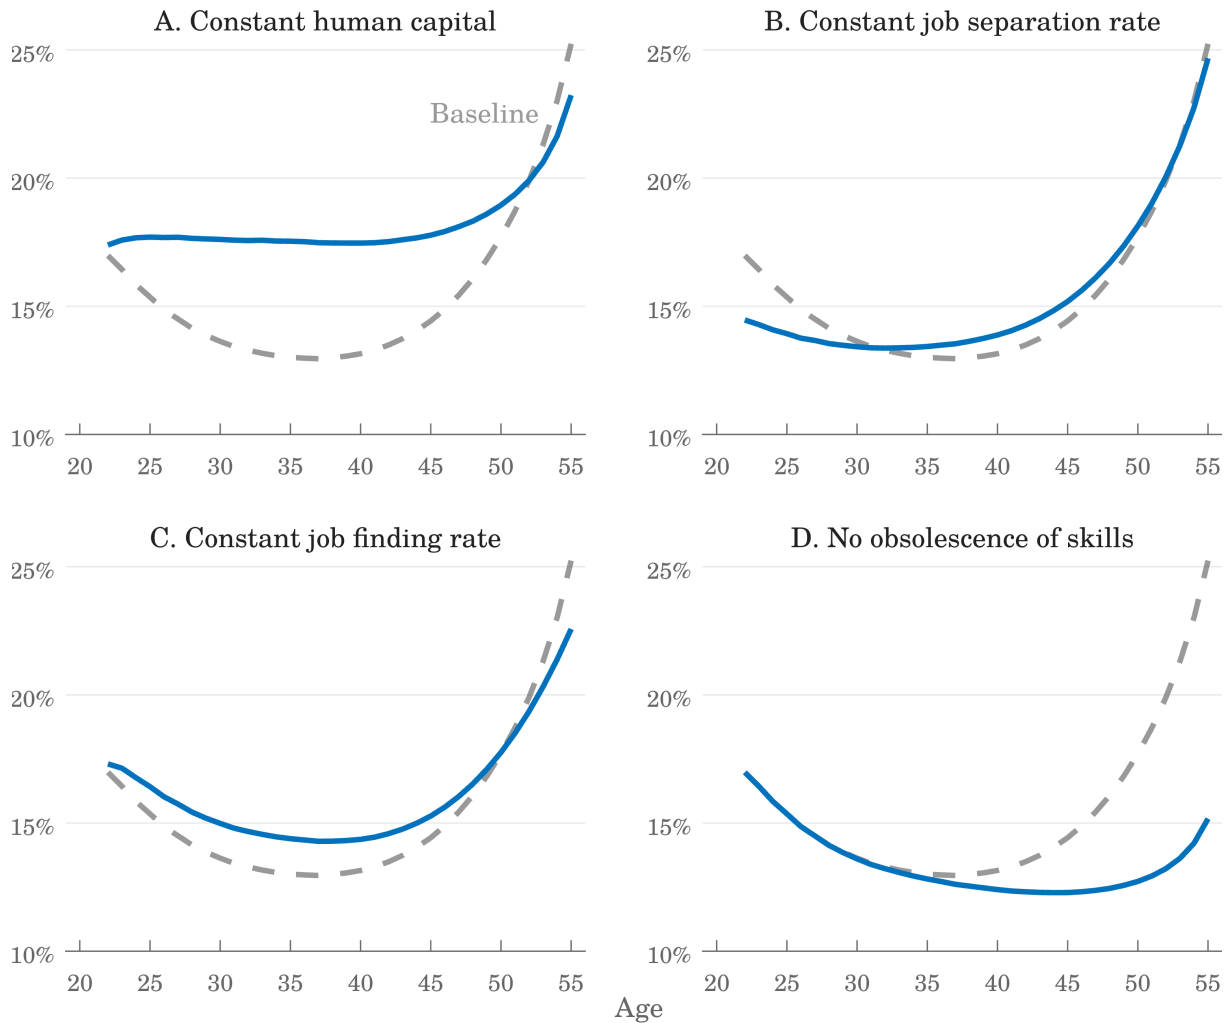 A. Constant human capital
25%
20%
15%
10%
Baseline
20 25 30 35 40 45 50 55
B. Constant job separation rate
25%
20%
15%
10%
20 25 30 35 40 45 50 55
C. Constant job finding rate
25%
20%
15%
10%
20 25 30 35 40 45 50 55
D. No obsolescence of skills
25%
20%
15%
10%
20 25 30 35 40 45 50 55
Age